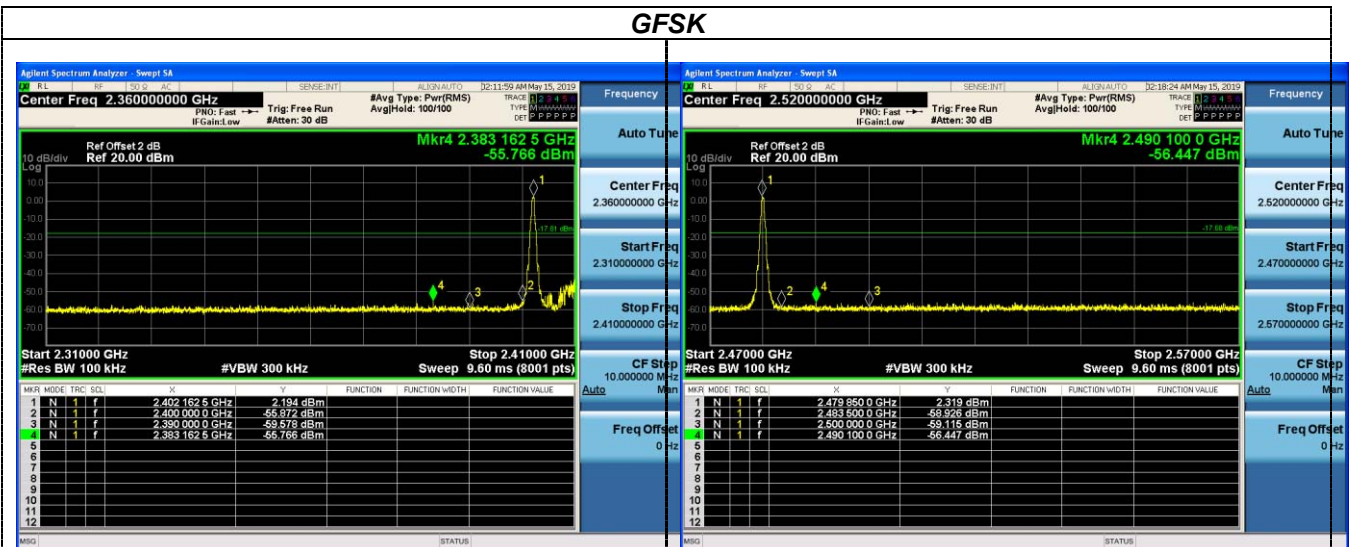 GFSK
Agilent Spectrum Analyzer - Swept SA
RL RF 50 Ω AC SENSE:INT ALIGN AUTO 02:11:59 AM May 15, 2019
Center Freq 2.360000000 GHz
PNO: Fast
IFGain:Low
Trig: Free Run
#Atten: 30 dB
#Avg Type: Pwr(RMS)
Avg|Hold: 100/100
TRACE 1 2 3 4 5 6
TYPE M
DET P P P P P P
Ref Offset 2 dB
Ref 20.00 dBm
10 dB/div
Log
Mkr4 2.383 162 5 GHz
-55.766 dBm
10.0
0.00
-10.0
-20.0
-30.0
-40.0
-50.0
-60.0
-70.0
1
-17.81 dBm
4
3
2
Start 2.31000 GHz
Stop 2.41000 GHz
#Res BW 100 kHz
#VBW 300 kHz
Sweep 9.60 ms (8001 pts)
MKR MODE TRC SCL X Y FUNCTION FUNCTION WIDTH FUNCTION VALUE
1 N 1 f 2.402 162 5 GHz 2.194 dBm
2 N 1 f 2.400 000 0 GHz -55.872 dBm
3 N 1 f 2.390 000 0 GHz -59.578 dBm
4 N 1 f 2.383 162 5 GHz -55.766 dBm
5
6
7
8
9
10
11
12
MSG
STATUS
Frequency
Auto Tune
Center Freq
2.360000000 GHz
Start Freq
2.310000000 GHz
Stop Freq
2.410000000 GHz
CF Step
10.000000 MHz
Auto Man
Freq Offset
0 Hz
Agilent Spectrum Analyzer - Swept SA
RL RF 50 Ω AC SENSE:INT ALIGN AUTO 02:18:24 AM May 15, 2019
Center Freq 2.520000000 GHz
PNO: Fast
IFGain:Low
Trig: Free Run
#Atten: 30 dB
#Avg Type: Pwr(RMS)
Avg|Hold: 100/100
TRACE 1 2 3 4 5 6
TYPE M
DET P P P P P P
Ref Offset 2 dB
Ref 20.00 dBm
10 dB/div
Log
Mkr4 2.490 100 0 GHz
-56.447 dBm
10.0
0.00
-10.0
-20.0
-30.0
-40.0
-50.0
-60.0
-70.0
1
2
4
3
Start 2.47000 GHz
Stop 2.57000 GHz
#Res BW 100 kHz
#VBW 300 kHz
Sweep 9.60 ms (8001 pts)
MKR MODE TRC SCL X Y FUNCTION FUNCTION WIDTH FUNCTION VALUE
1 N 1 f 2.479 850 0 GHz 2.319 dBm
2 N 1 f 2.483 500 0 GHz -58.926 dBm
3 N 1 f 2.500 000 0 GHz -59.115 dBm
4 N 1 f 2.490 100 0 GHz -56.447 dBm
5
6
7
8
9
10
11
12
MSG
STATUS
Frequency
Auto Tune
Center Freq
2.520000000 GHz
Start Freq
2.470000000 GHz
Stop Freq
2.570000000 GHz
CF Step
10.000000 MHz
Auto Man
Freq Offset
0 Hz